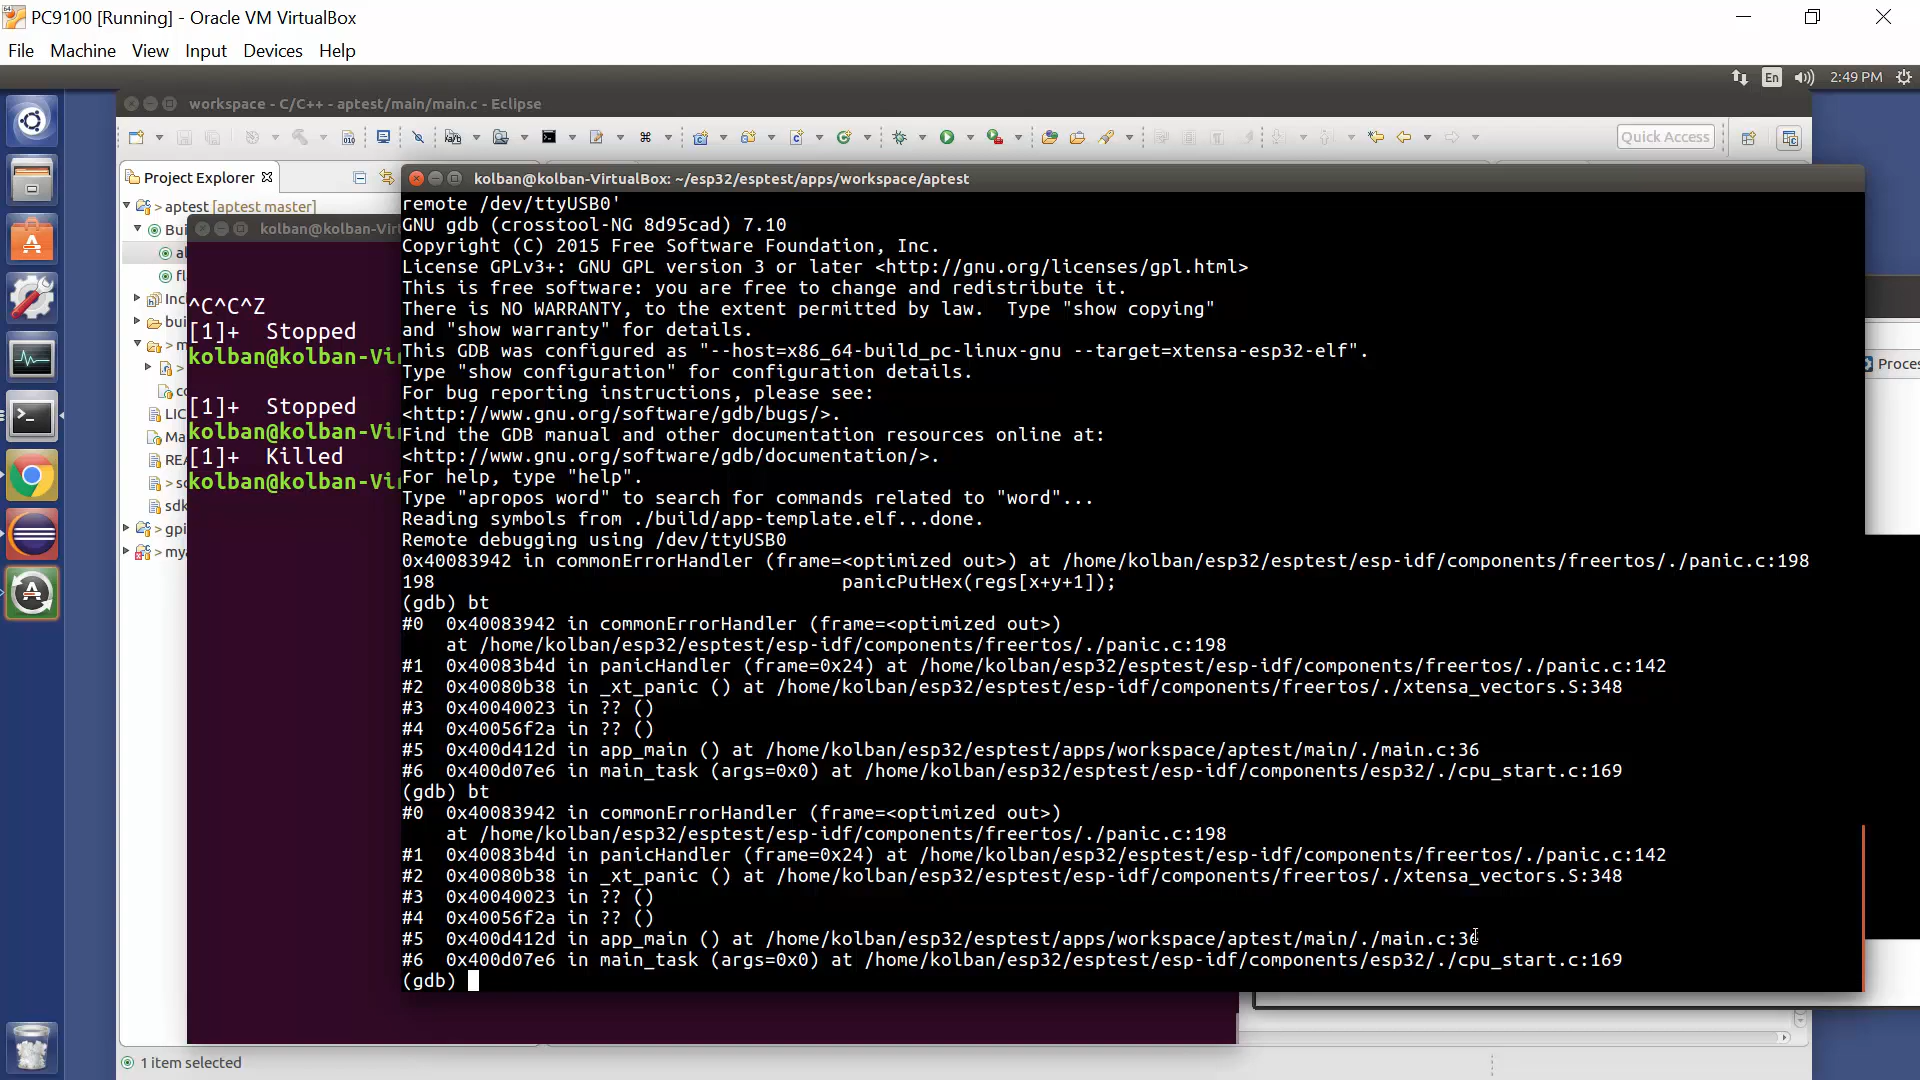 PC9100 [Running] - Oracle VM VirtualBox
File Machine View Input Devices Help
En 2:49 PM
workspace - C/C++ - aptest/main/main.c - Eclipse
Quick Access
Project Explorer
> aptest [aptest master]
kolban@kolban-Vir
^C^C^Z
[1]+  Stopped
kolban@kolban-Vir
[1]+  Stopped
kolban@kolban-Vir
[1]+  Killed
kolban@kolban-Vir
kolban@kolban-VirtualBox: ~/esp32/esptest/apps/workspace/aptest
remote /dev/ttyUSB0'
GNU gdb (crosstool-NG 8d95cad) 7.10
Copyright (C) 2015 Free Software Foundation, Inc.
License GPLv3+: GNU GPL version 3 or later <http://gnu.org/licenses/gpl.html>
This is free software: you are free to change and redistribute it.
There is NO WARRANTY, to the extent permitted by law.  Type "show copying"
and "show warranty" for details.
This GDB was configured as "--host=x86_64-build_pc-linux-gnu --target=xtensa-esp32-elf".
Type "show configuration" for configuration details.
For bug reporting instructions, please see:
<http://www.gnu.org/software/gdb/bugs/>.
Find the GDB manual and other documentation resources online at:
<http://www.gnu.org/software/gdb/documentation/>.
For help, type "help".
Type "apropos word" to search for commands related to "word"...
Reading symbols from ./build/app-template.elf...done.
Remote debugging using /dev/ttyUSB0
0x40083942 in commonErrorHandler (frame=<optimized out>) at /home/kolban/esp32/esptest/esp-idf/components/freertos/./panic.c:198
198 panicPutHex(regs[x+y+1]);
(gdb) bt
#0  0x40083942 in commonErrorHandler (frame=<optimized out>)
at /home/kolban/esp32/esptest/esp-idf/components/freertos/./panic.c:198
#1  0x40083b4d in panicHandler (frame=0x24) at /home/kolban/esp32/esptest/esp-idf/components/freertos/./panic.c:142
#2  0x40080b38 in _xt_panic () at /home/kolban/esp32/esptest/esp-idf/components/freertos/./xtensa_vectors.S:348
#3  0x40040023 in ?? ()
#4  0x40056f2a in ?? ()
#5  0x400d412d in app_main () at /home/kolban/esp32/esptest/apps/workspace/aptest/main/./main.c:36
#6  0x400d07e6 in main_task (args=0x0) at /home/kolban/esp32/esptest/esp-idf/components/esp32/./cpu_start.c:169
(gdb) bt
#0  0x40083942 in commonErrorHandler (frame=<optimized out>)
at /home/kolban/esp32/esptest/esp-idf/components/freertos/./panic.c:198
#1  0x40083b4d in panicHandler (frame=0x24) at /home/kolban/esp32/esptest/esp-idf/components/freertos/./panic.c:142
#2  0x40080b38 in _xt_panic () at /home/kolban/esp32/esptest/esp-idf/components/freertos/./xtensa_vectors.S:348
#3  0x40040023 in ?? ()
#4  0x40056f2a in ?? ()
#5  0x400d412d in app_main () at /home/kolban/esp32/esptest/apps/workspace/aptest/main/./main.c:36
#6  0x400d07e6 in main_task (args=0x0) at /home/kolban/esp32/esptest/esp-idf/components/esp32/./cpu_start.c:169
(gdb)
1 item selected